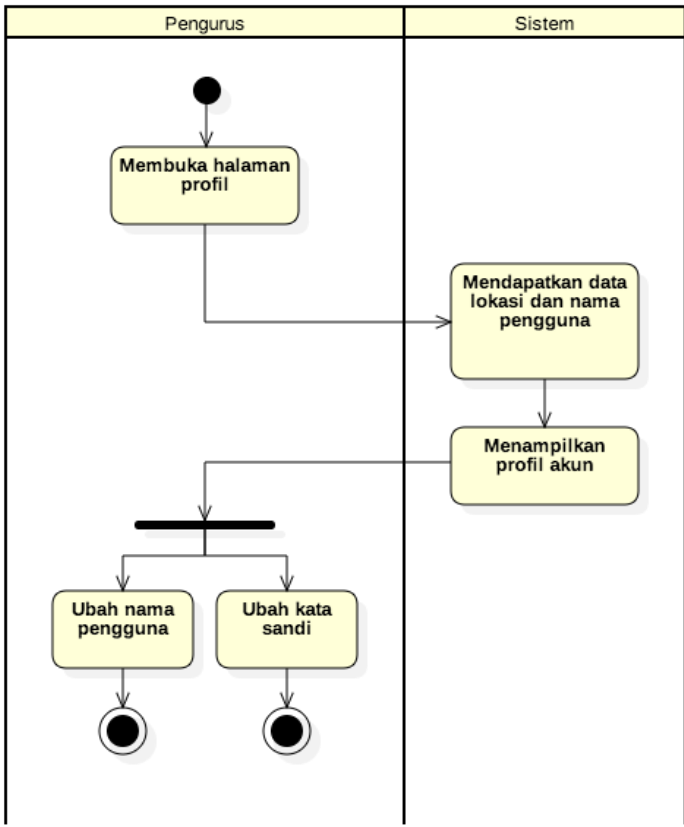 Pengurus
Sistem
Membuka halaman
profil
Mendapatkan data
lokasi dan nama
pengguna
Menampilkan
profil akun
Ubah nama
pengguna
Ubah kata
sandi